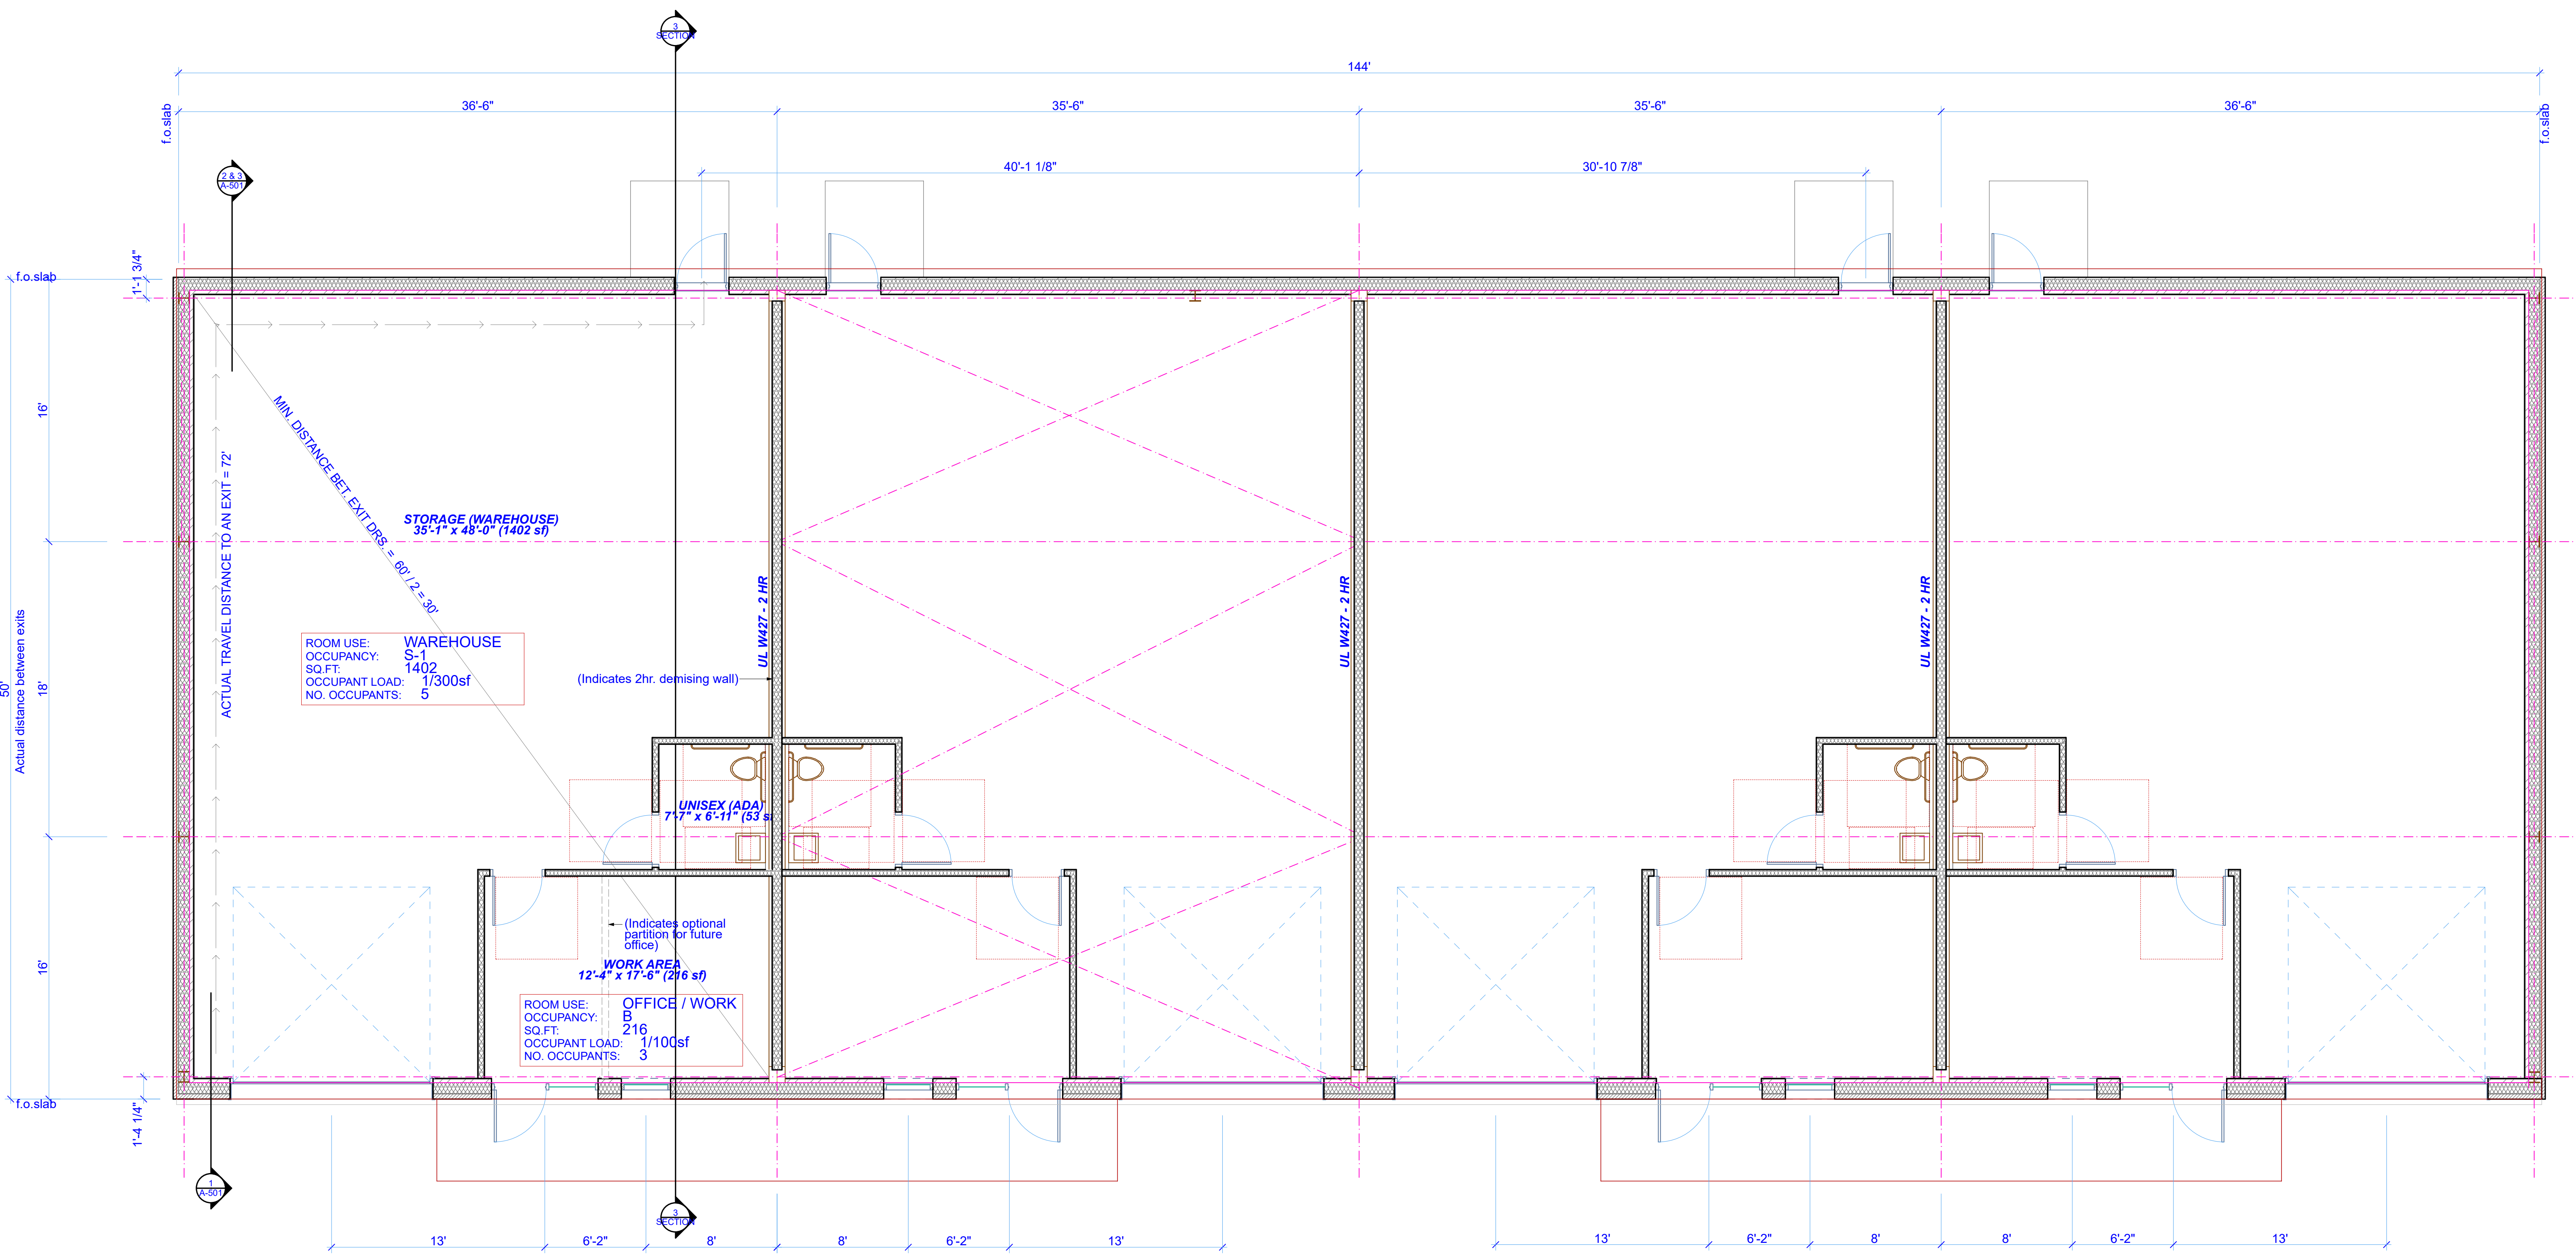 3
SECTION
144'
36'-6"
35'-6"
35'-6"
36'-6"
f.o.slab
f.o.slab
40'-1 1/8"
30'-10 7/8"
2 & 3
A-501
1'-1 3/4"
f.o.slab
16'
MIN. DISTANCE BET. EXIT DRS. = 60' / 2 = 30'
ACTUAL TRAVEL DISTANCE TO AN EXIT = 72'
STORAGE (WAREHOUSE)
35'-1" x 48'-0" (1402 sf)
UL W427 - 2 HR
UL W427 - 2 HR
UL W427 - 2 HR
50'
Actual distance between exits
18'
ROOM USE: WAREHOUSE
OCCUPANCY: S-1
SQ.FT: 1402
OCCUPANT LOAD: 1/300sf
NO. OCCUPANTS: 5
(Indicates 2hr. demising wall)
UNISEX (ADA)
7'-7" x 6'-11" (53 sf
(Indicates optional
partition for future
office)
16'
WORK AREA
12'-4" x 17'-6" (216 sf)
ROOM USE: OFFICE / WORK
OCCUPANCY: B
SQ.FT: 216
OCCUPANT LOAD: 1/100sf
NO. OCCUPANTS: 3
f.o.slab
1'-4 1/4"
1
A-501
3
SECTION
13'
6'-2"
8'
8'
6'-2"
13'
13'
6'-2"
8'
8'
6'-2"
13'